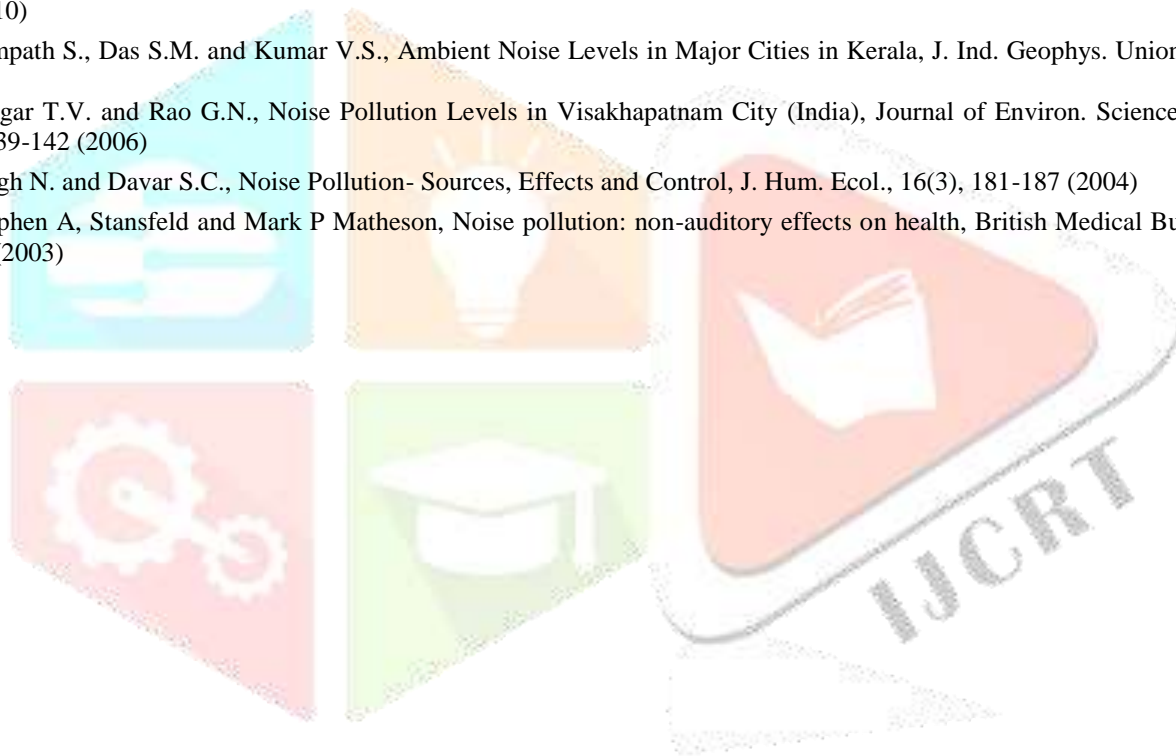 10)
npath S., Das S.M. and Kumar V.S., Ambient Noise Levels in Major Cities in Kerala, J. Ind. Geophys. Union
gar T.V. and Rao G.N., Noise Pollution Levels in Visakhapatnam City (India), Journal of Environ. Science
39-142 (2006)
gh N. and Davar S.C., Noise Pollution- Sources, Effects and Control, J. Hum. Ecol., 16(3), 181-187 (2004)
phen A, Stansfeld and Mark P Matheson, Noise pollution: non-auditory effects on health, British Medical Bu
(2003)
IJCRT